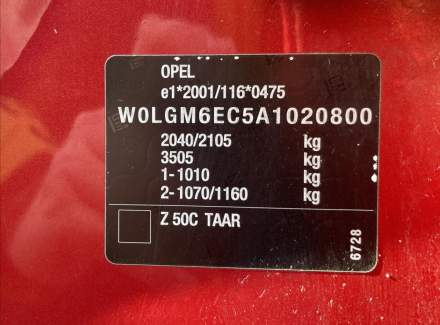 OPEL
e1*2001/116*0475
W0LGM6EC5A1020800
2040/2105 kg
3505 kg
1-1010 kg
2-1070/1160 kg
Z 50C TAAR
6728